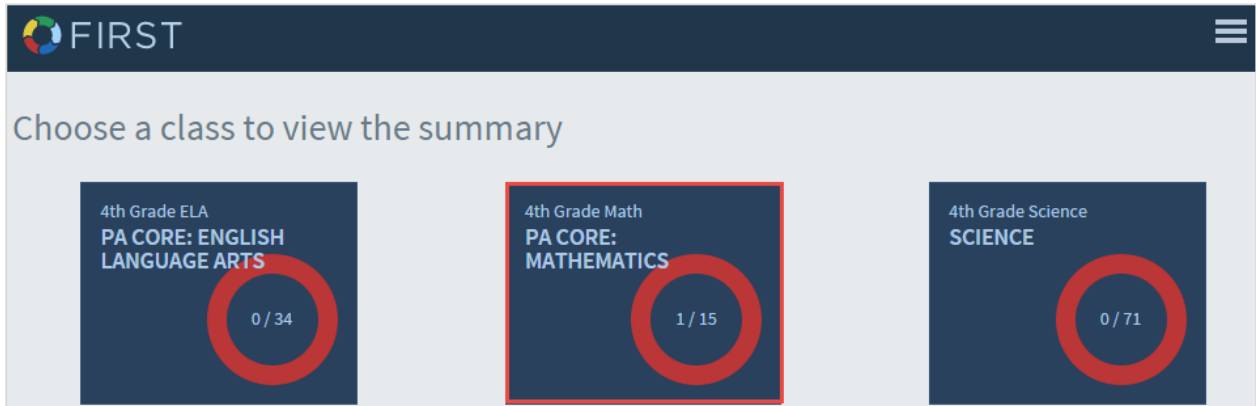 FIRST
Choose a class to view the summary
4th Grade ELA
PA CORE: ENGLISH
LANGUAGE ARTS
0 / 34
4th Grade Math
PA CORE:
MATHEMATICS
1 / 15
4th Grade Science
SCIENCE
0 / 71